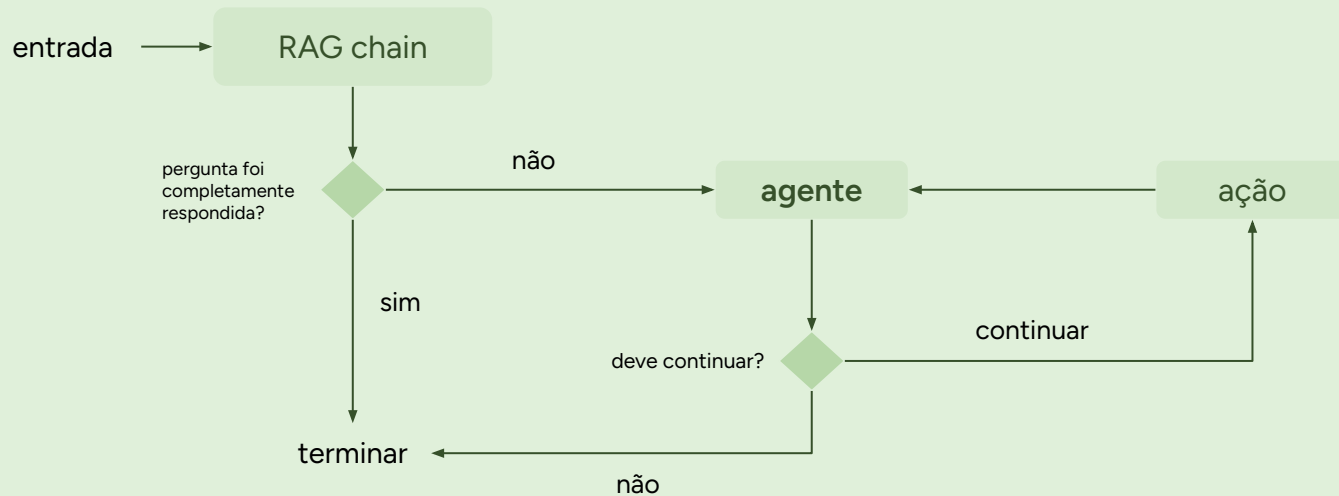 entrada
RAG chain
não
pergunta foi
completamente
respondida?
agente
ação
sim
continuar
deve continuar?
terminar
não